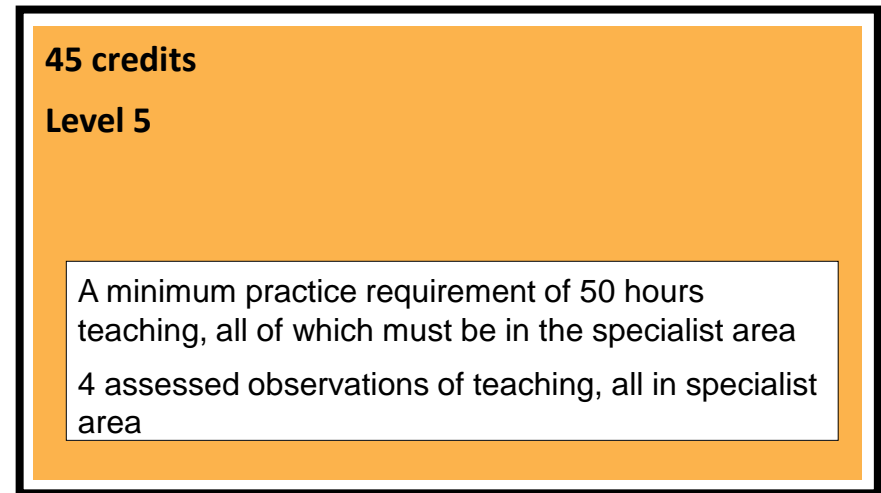 45 credits
Level 5
A minimum practice requirement of 50 hours
teaching, all of which must be in the specialist area
4 assessed observations of teaching, all in specialist
area